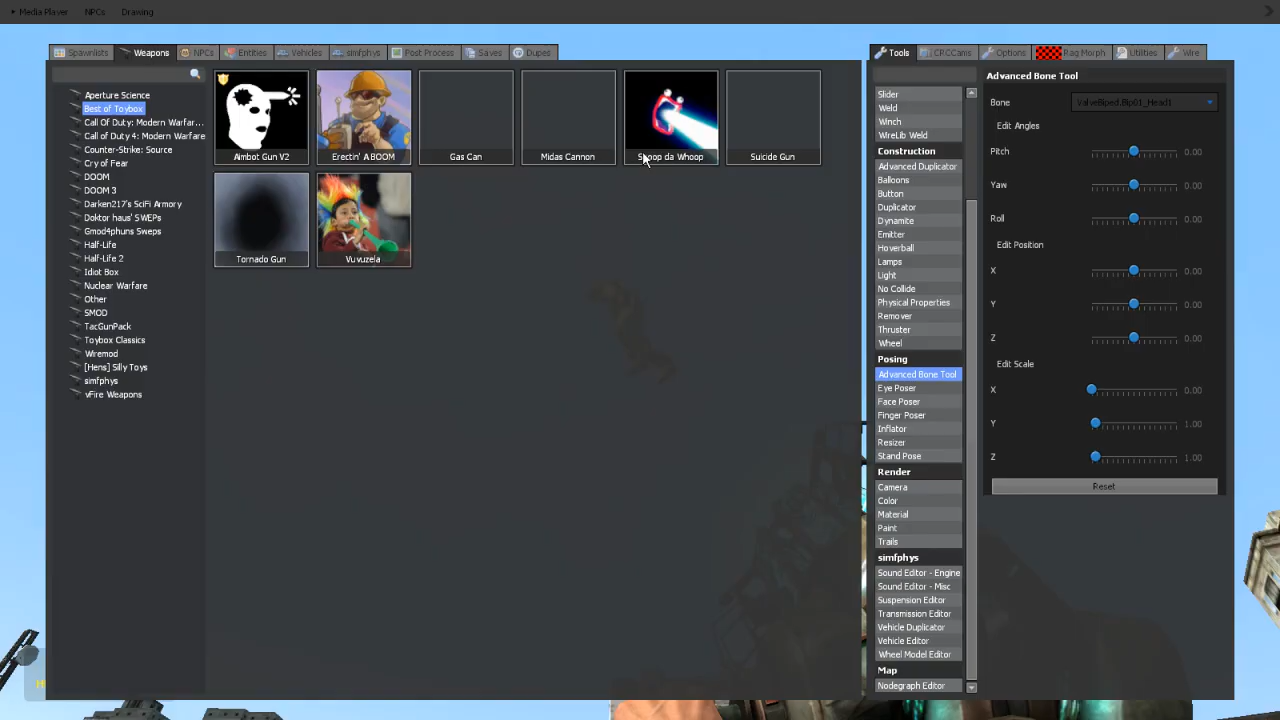 Media Player NPCs Drawing
Spawnlists Weapons NPCs Entities Vehicles simfphys Post Process Saves Dupes
Aperture Science
Best of Toybox
Call Of Duty: Modern Warfar...
Call of Duty 4: Modern Warfare
Counter-Strike: Source
Cry of Fear
DOOM
DOOM 3
Darken217's SciFi Armory
Doktor haus' SWEPs
Gmod4phuns Sweps
Half-Life
Half-Life 2
Idiot Box
Nuclear Warfare
Other
SMOD
TacGunPack
Toybox Classics
Wiremod
[Hens] Silly Toys
simfphys
vFire Weapons
Aimbot Gun V2
Erectin' A BOOM
Gas Can
Midas Cannon
Shoop da Whoop
Suicide Gun
Tornado Gun
Vuvuzela
Tools CRCCams Options Rag Morph Utilities Wire
Slider
Weld
Winch
WireLib Weld
Construction
Advanced Duplicator
Balloons
Button
Duplicator
Dynamite
Emitter
Hoverball
Lamps
Light
No Collide
Physical Properties
Remover
Thruster
Wheel
Posing
Advanced Bone Tool
Eye Poser
Face Poser
Finger Poser
Inflator
Resizer
Stand Pose
Render
Camera
Color
Material
Paint
Trails
simfphys
Sound Editor - Engine
Sound Editor - Misc
Suspension Editor
Transmission Editor
Vehicle Duplicator
Vehicle Editor
Wheel Model Editor
Map
Nodegraph Editor
Advanced Bone Tool
Bone ValveBiped.Bip01_Head1
Edit Angles
Pitch 0.00
Yaw 0.00
Roll 0.00
Edit Position
X 0.00
Y 0.00
Z 0.00
Edit Scale
X 0.00
Y 1.00
Z 1.00
Reset